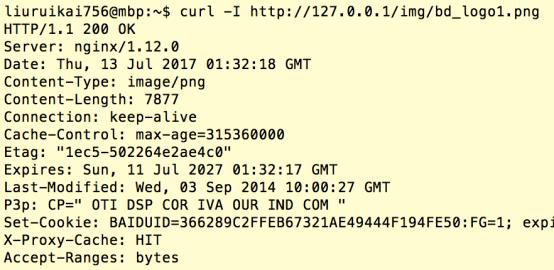 liuruikai756@mbp:~$ curl -I http://127.0.0.1/img/bd_logo1.png
HTTP/1.1 200 OK
Server: nginx/1.12.0
Date: Thu, 13 Jul 2017 01:32:18 GMT
Content-Type: image/png
Content-Length: 7877
Connection: keep-alive
Cache-Control: max-age=315360000
Etag: "1ec5-502264e2ae4c0"
Expires: Sun, 11 Jul 2027 01:32:17 GMT
Last-Modified: Wed, 03 Sep 2014 10:00:27 GMT
P3p: CP=" OTI DSP COR IVA OUR IND COM "
Set-Cookie: BAIDUID=366289C2FFEB67321AE49444F194FE50:FG=1; expi
X-Proxy-Cache: HIT
Accept-Ranges: bytes